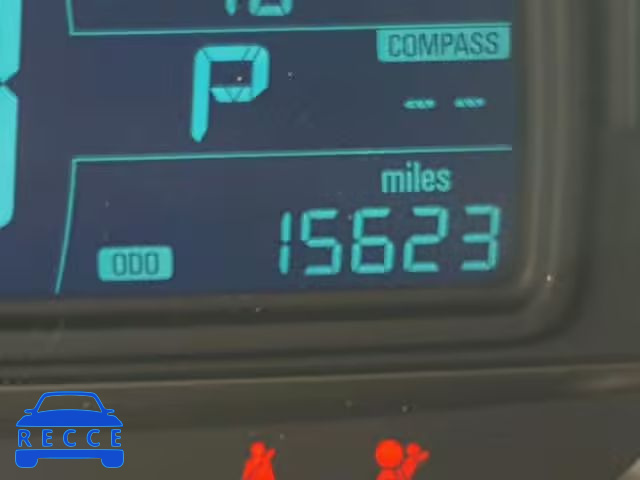 P
COMPASS
--
miles
ODO 15623
RECCE